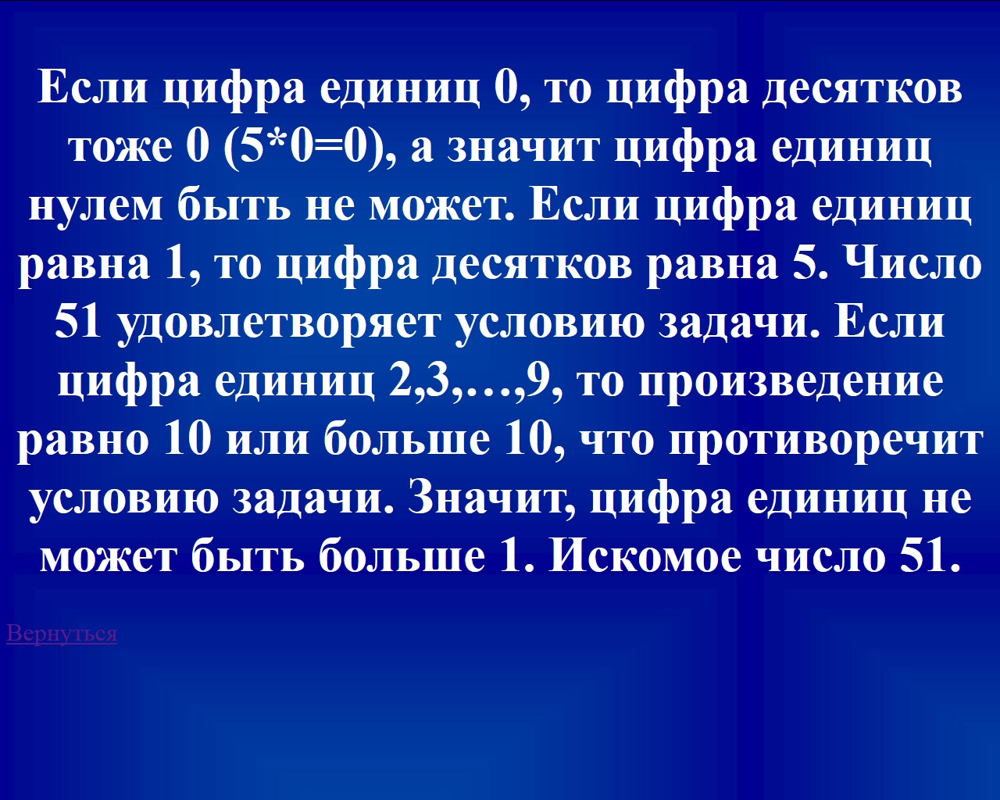 Если цифра единиц 0, то цифра десятков
тоже 0 (5*0=0), а значит цифра единиц
нулем быть не может. Если цифра единиц
равна 1, то цифра десятков равна 5. Число
51 удовлетворяет условию задачи. Если
цифра единиц 2,3,…,9, то произведение
равно 10 или больше 10, что противоречит
условию задачи. Значит, цифра единиц не
может быть больше 1. Искомое число 51.
Вернуться